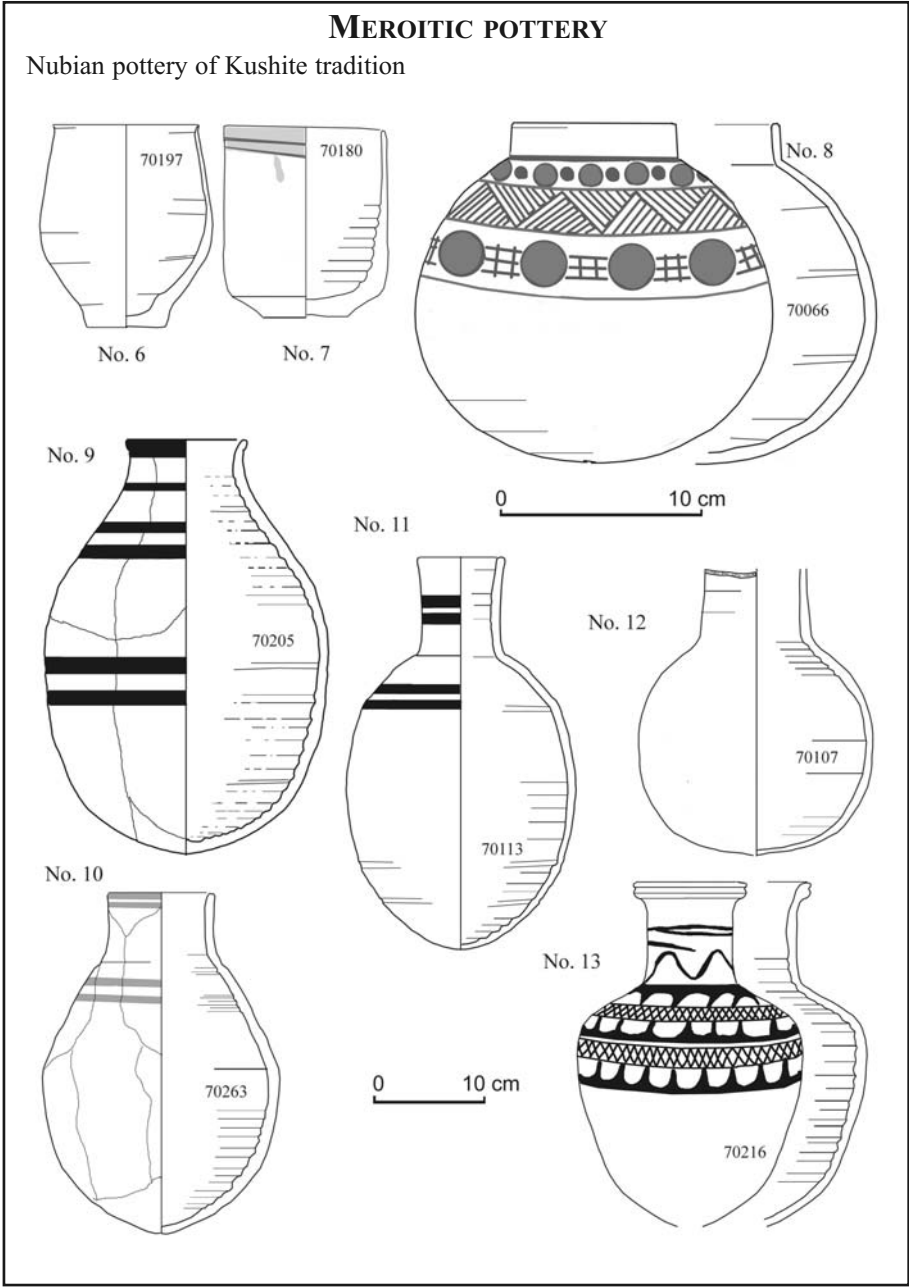 MEROITIC POTTERY
Nubian pottery of Kushite tradition
70197
70180
No. 8
70066
No. 6
No. 7
No. 9
0 10 cm
No. 11
No. 12
70205
70107
70113
No. 10
No. 13
70263
0 10 cm
70216